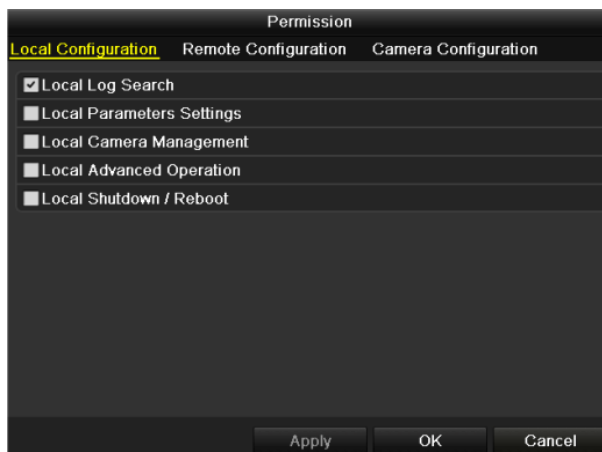 Permission
Local Configuration Remote Configuration Camera Configuration
Local Log Search
Local Parameters Settings
Local Camera Management
Local Advanced Operation
Local Shutdown / Reboot
Apply OK Cancel